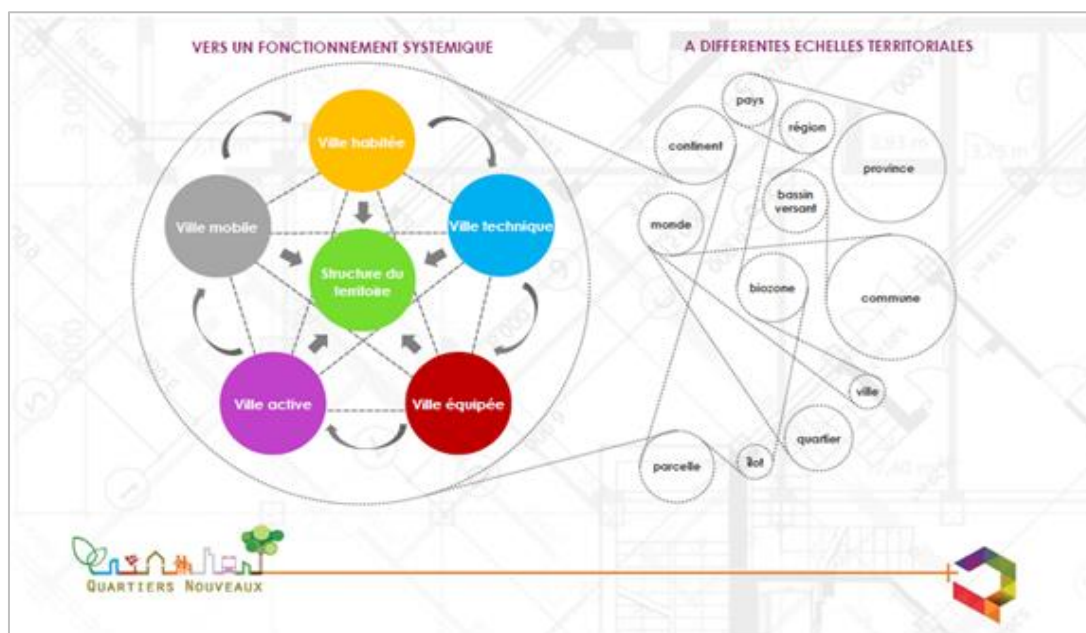 VERS UN FONCTIONNEMENT SYSTEMIQUE
A DIFFERENTES ECHELLES TERRITORIALES
Ville habitée
Ville mobile
Ville technique
Structure du
territoire
Ville active
Ville équipée
pays
région
continent
province
bassin
versant
monde
biozone
commune
ville
quartier
parcelle
îlot
QUARTIERS NOUVEAUX